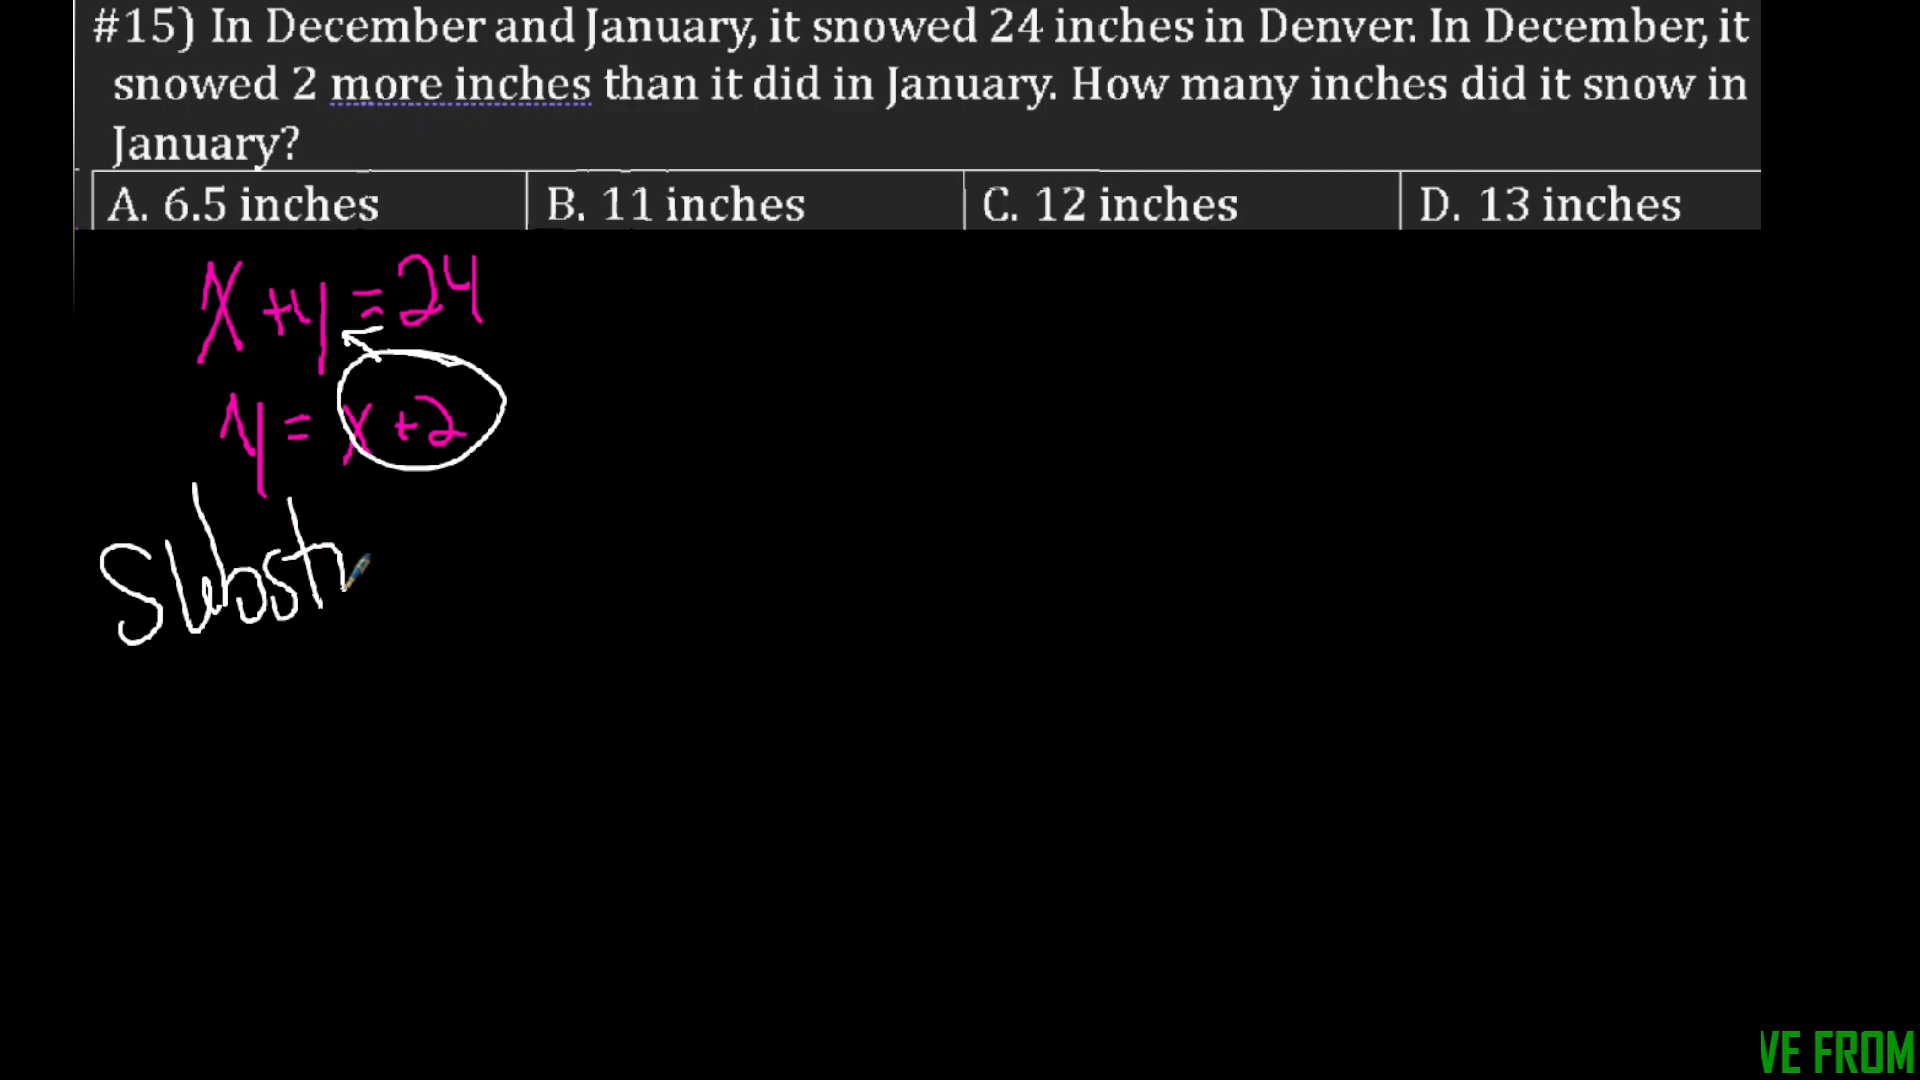 #15) In December and January, it snowed 24 inches in Denver. In December, it
snowed 2 more inches than it did in January. How many inches did it snow in
January?
A. 6.5 inches B. 11 inches C. 12 inches D. 13 inches
x + y = 24
y = x + 2
Substi
VE FROM